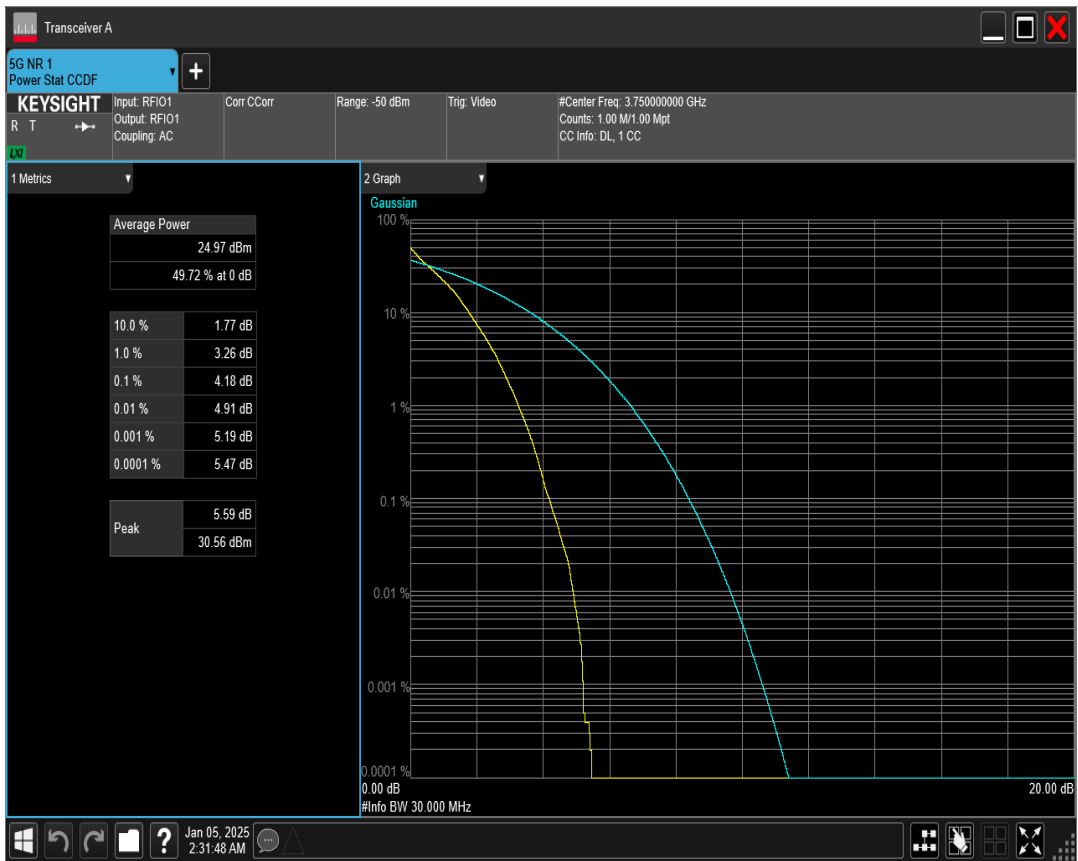 Transceiver A
5G NR 1
Power Stat CCDF
+
KEYSIGHT
R T
LXI
Input: RFIO1
Output: RFIO1
Coupling: AC
Corr CCorr
Range: -50 dBm
Trig: Video
#Center Freq: 3.750000000 GHz
Counts: 1.00 M/1.00 Mpt
CC Info: DL, 1 CC
1 Metrics
Average Power
24.97 dBm
49.72 % at 0 dB
10.0 % 1.77 dB
1.0 % 3.26 dB
0.1 % 4.18 dB
0.01 % 4.91 dB
0.001 % 5.19 dB
0.0001 % 5.47 dB
Peak
5.59 dB
30.56 dBm
2 Graph
Gaussian
100 %
10 %
1 %
0.1 %
0.01 %
0.001 %
0.0001 %
0.00 dB 20.00 dB
#Info BW 30.000 MHz
?
Jan 05, 2025
2:31:48 AM